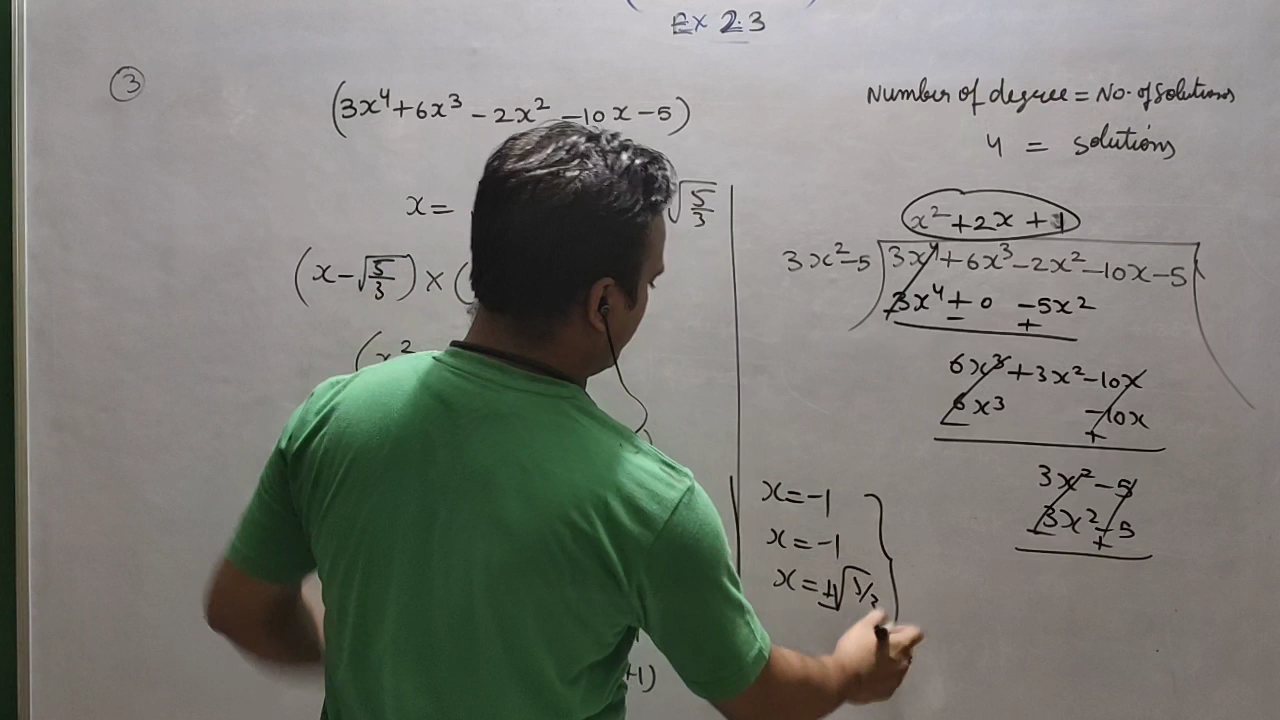 Ex 2.3
③
(3x⁴+6x³-2x²-10x-5)
x=
√5/3
(x-√5/3)×(
(x²
+1)
Number of degree = No. of Solutions
4 = solutions
x²+2x+1
3x²-5) 3x⁴+6x³-2x²-10x-5
3x⁴+0 -5x²
- +
6x³+3x²-10x
6x³ -10x
- +
3x²-5
3x²-5
- +
x=-1
x=-1
x=±√